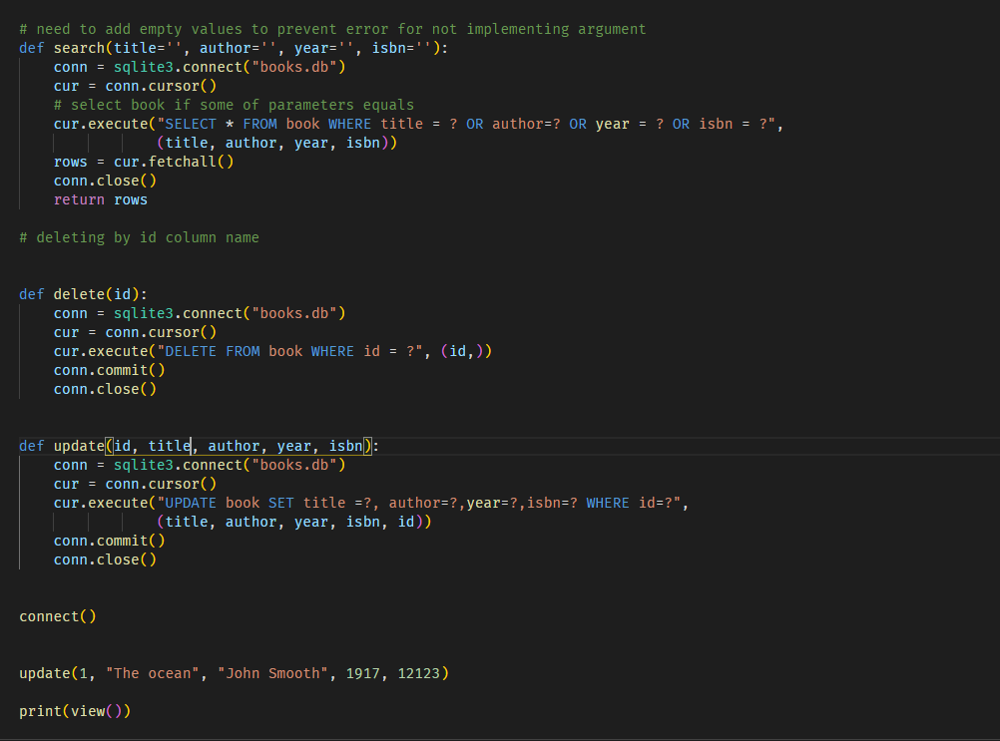 # need to add empty values to prevent error for not implementing argument
def search(title='', author='', year='', isbn=''):
    conn = sqlite3.connect("books.db")
    cur = conn.cursor()
    # select book if some of parameters equals
    cur.execute("SELECT * FROM book WHERE title = ? OR author=? OR year = ? OR isbn = ?",
                (title, author, year, isbn))
    rows = cur.fetchall()
    conn.close()
    return rows
# deleting by id column name
def delete(id):
    conn = sqlite3.connect("books.db")
    cur = conn.cursor()
    cur.execute("DELETE FROM book WHERE id = ?", (id,))
    conn.commit()
    conn.close()
def update(id, title, author, year, isbn):
    conn = sqlite3.connect("books.db")
    cur = conn.cursor()
    cur.execute("UPDATE book SET title =?, author=?,year=?,isbn=? WHERE id=?",
                (title, author, year, isbn, id))
    conn.commit()
    conn.close()
connect()
update(1, "The ocean", "John Smooth", 1917, 12123)
print(view())